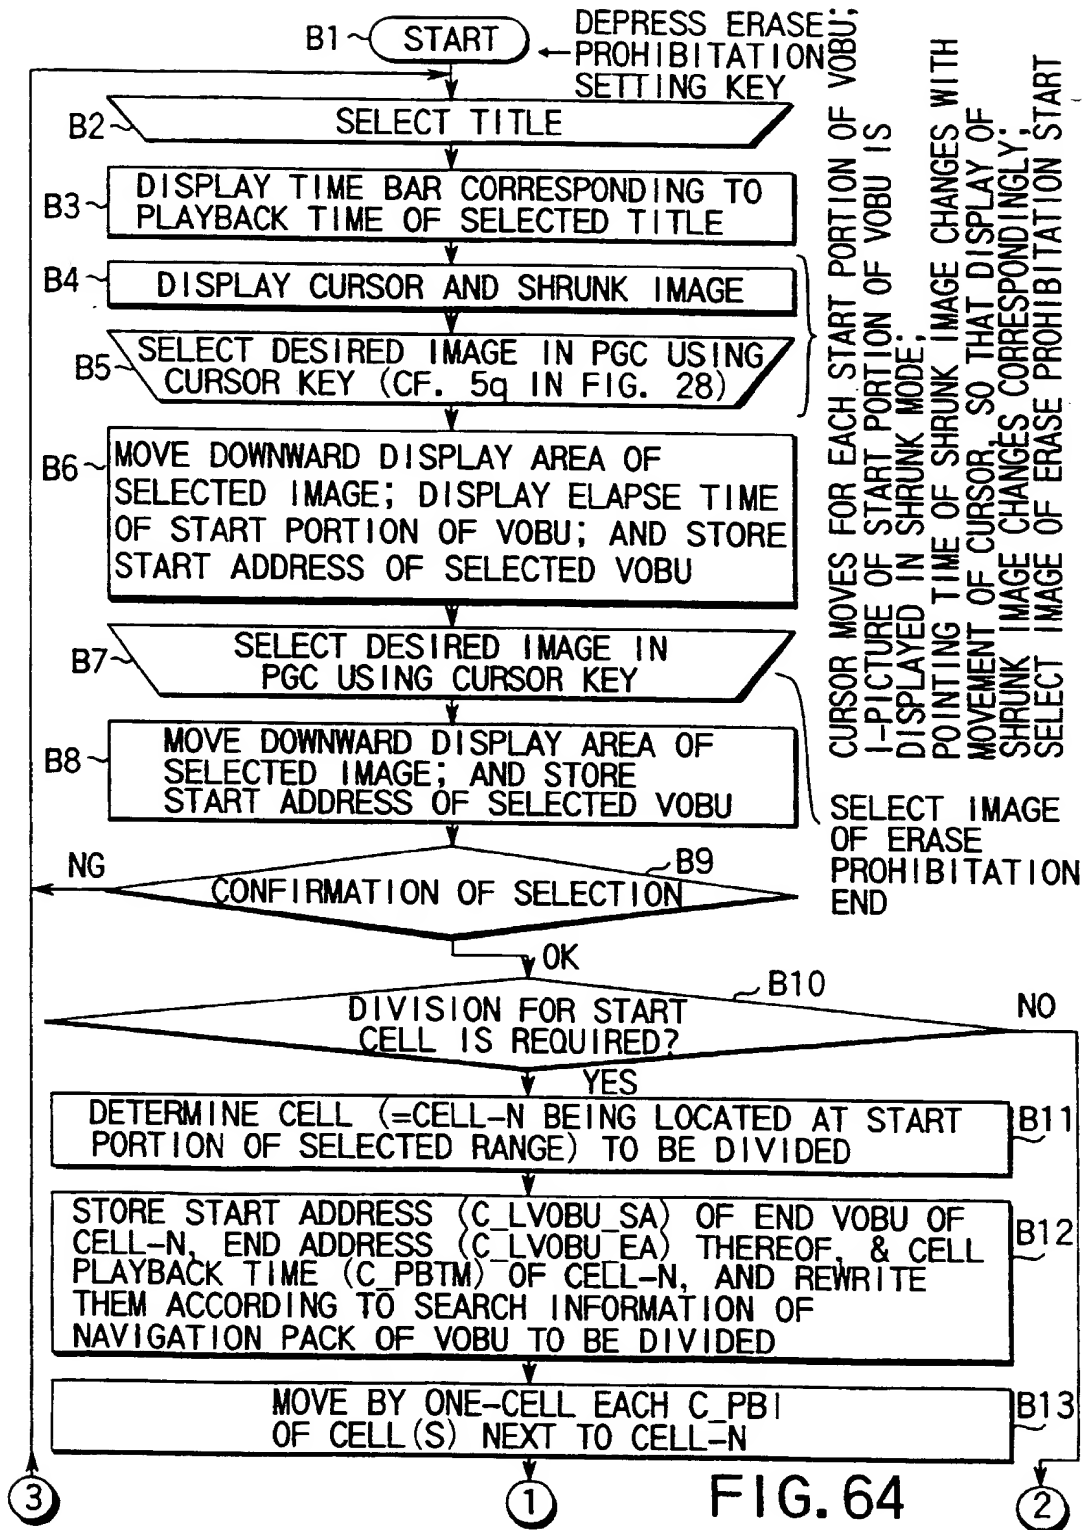 B1
START
DEPRESS ERASE
PROHIBITATION
SETTING KEY
B2
SELECT TITLE
B3
DISPLAY TIME BAR CORRESPONDING TO
PLAYBACK TIME OF SELECTED TITLE
B4
DISPLAY CURSOR AND SHRUNK IMAGE
B5
SELECT DESIRED IMAGE IN PGC USING
CURSOR KEY (CF. 5q IN FIG. 28)
CURSOR MOVES FOR EACH START PORTION OF VOBU;
I-PICTURE OF START PORTION OF VOBU IS
DISPLAYED IN SHRUNK MODE;
POINTING TIME OF SHRUNK IMAGE CHANGES WITH
MOVEMENT OF CURSOR, SO THAT DISPLAY OF
SHRUNK IMAGE CHANGES CORRESPONDINGLY;
SELECT IMAGE OF ERASE PROHIBITATION START
B6
MOVE DOWNWARD DISPLAY AREA OF
SELECTED IMAGE; DISPLAY ELAPSE TIME
OF START PORTION OF VOBU; AND STORE
START ADDRESS OF SELECTED VOBU
B7
SELECT DESIRED IMAGE IN
PGC USING CURSOR KEY
B8
MOVE DOWNWARD DISPLAY AREA OF
SELECTED IMAGE; AND STORE
START ADDRESS OF SELECTED VOBU
SELECT IMAGE
OF ERASE
PROHIBITATION
END
B9
NG
CONFIRMATION OF SELECTION
OK
B10
DIVISION FOR START
CELL IS REQUIRED?
NO
YES
DETERMINE CELL (=CELL-N BEING LOCATED AT START
PORTION OF SELECTED RANGE) TO BE DIVIDED
B11
STORE START ADDRESS (C_LVOBU_SA) OF END VOBU OF
CELL-N, END ADDRESS (C_LVOBU_EA) THEREOF, & CELL
PLAYBACK TIME (C_PBTM) OF CELL-N, AND REWRITE
THEM ACCORDING TO SEARCH INFORMATION OF
NAVIGATION PACK OF VOBU TO BE DIVIDED
B12
MOVE BY ONE-CELL EACH C_PBI
OF CELL(S) NEXT TO CELL-N
B13
3
1
FIG. 64
2